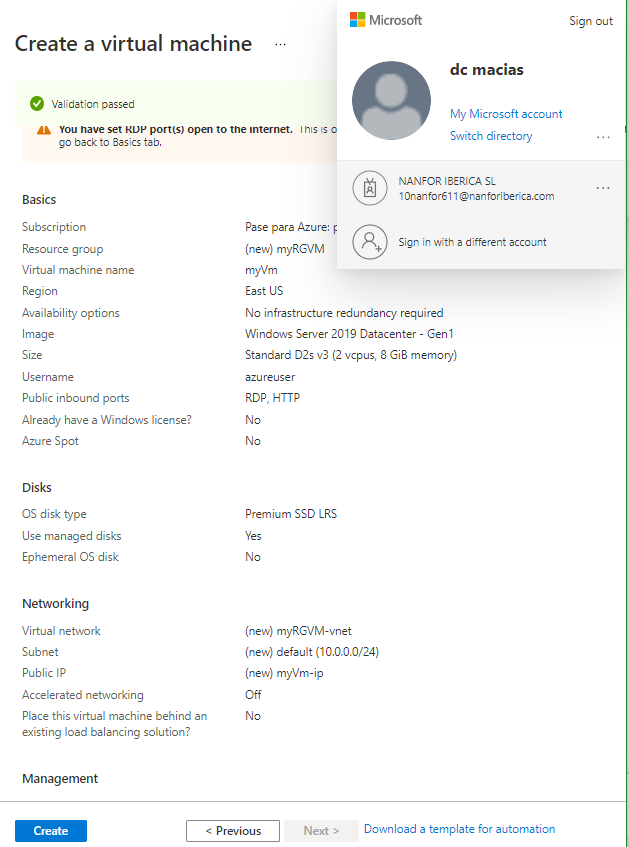 Create a virtual machine ...
Microsoft
Sign out
dc macias
My Microsoft account
Switch directory
...
NANFOR IBERICA SL
10nanfor611@nanforiberica.com
...
Sign in with a different account
Validation passed
You have set RDP port(s) open to the internet. This is
go back to Basics tab.
Basics
Subscription Pase para Azure:
Resource group (new) myRGVM
Virtual machine name myVm
Region East US
Availability options No infrastructure redundancy required
Image Windows Server 2019 Datacenter - Gen1
Size Standard D2s v3 (2 vcpus, 8 GiB memory)
Username azureuser
Public inbound ports RDP, HTTP
Already have a Windows license? No
Azure Spot No
Disks
OS disk type Premium SSD LRS
Use managed disks Yes
Ephemeral OS disk No
Networking
Virtual network (new) myRGVM-vnet
Subnet (new) default (10.0.0.0/24)
Public IP (new) myVm-ip
Accelerated networking Off
Place this virtual machine behind an No
existing load balancing solution?
Management
Create
< Previous
Next >
Download a template for automation